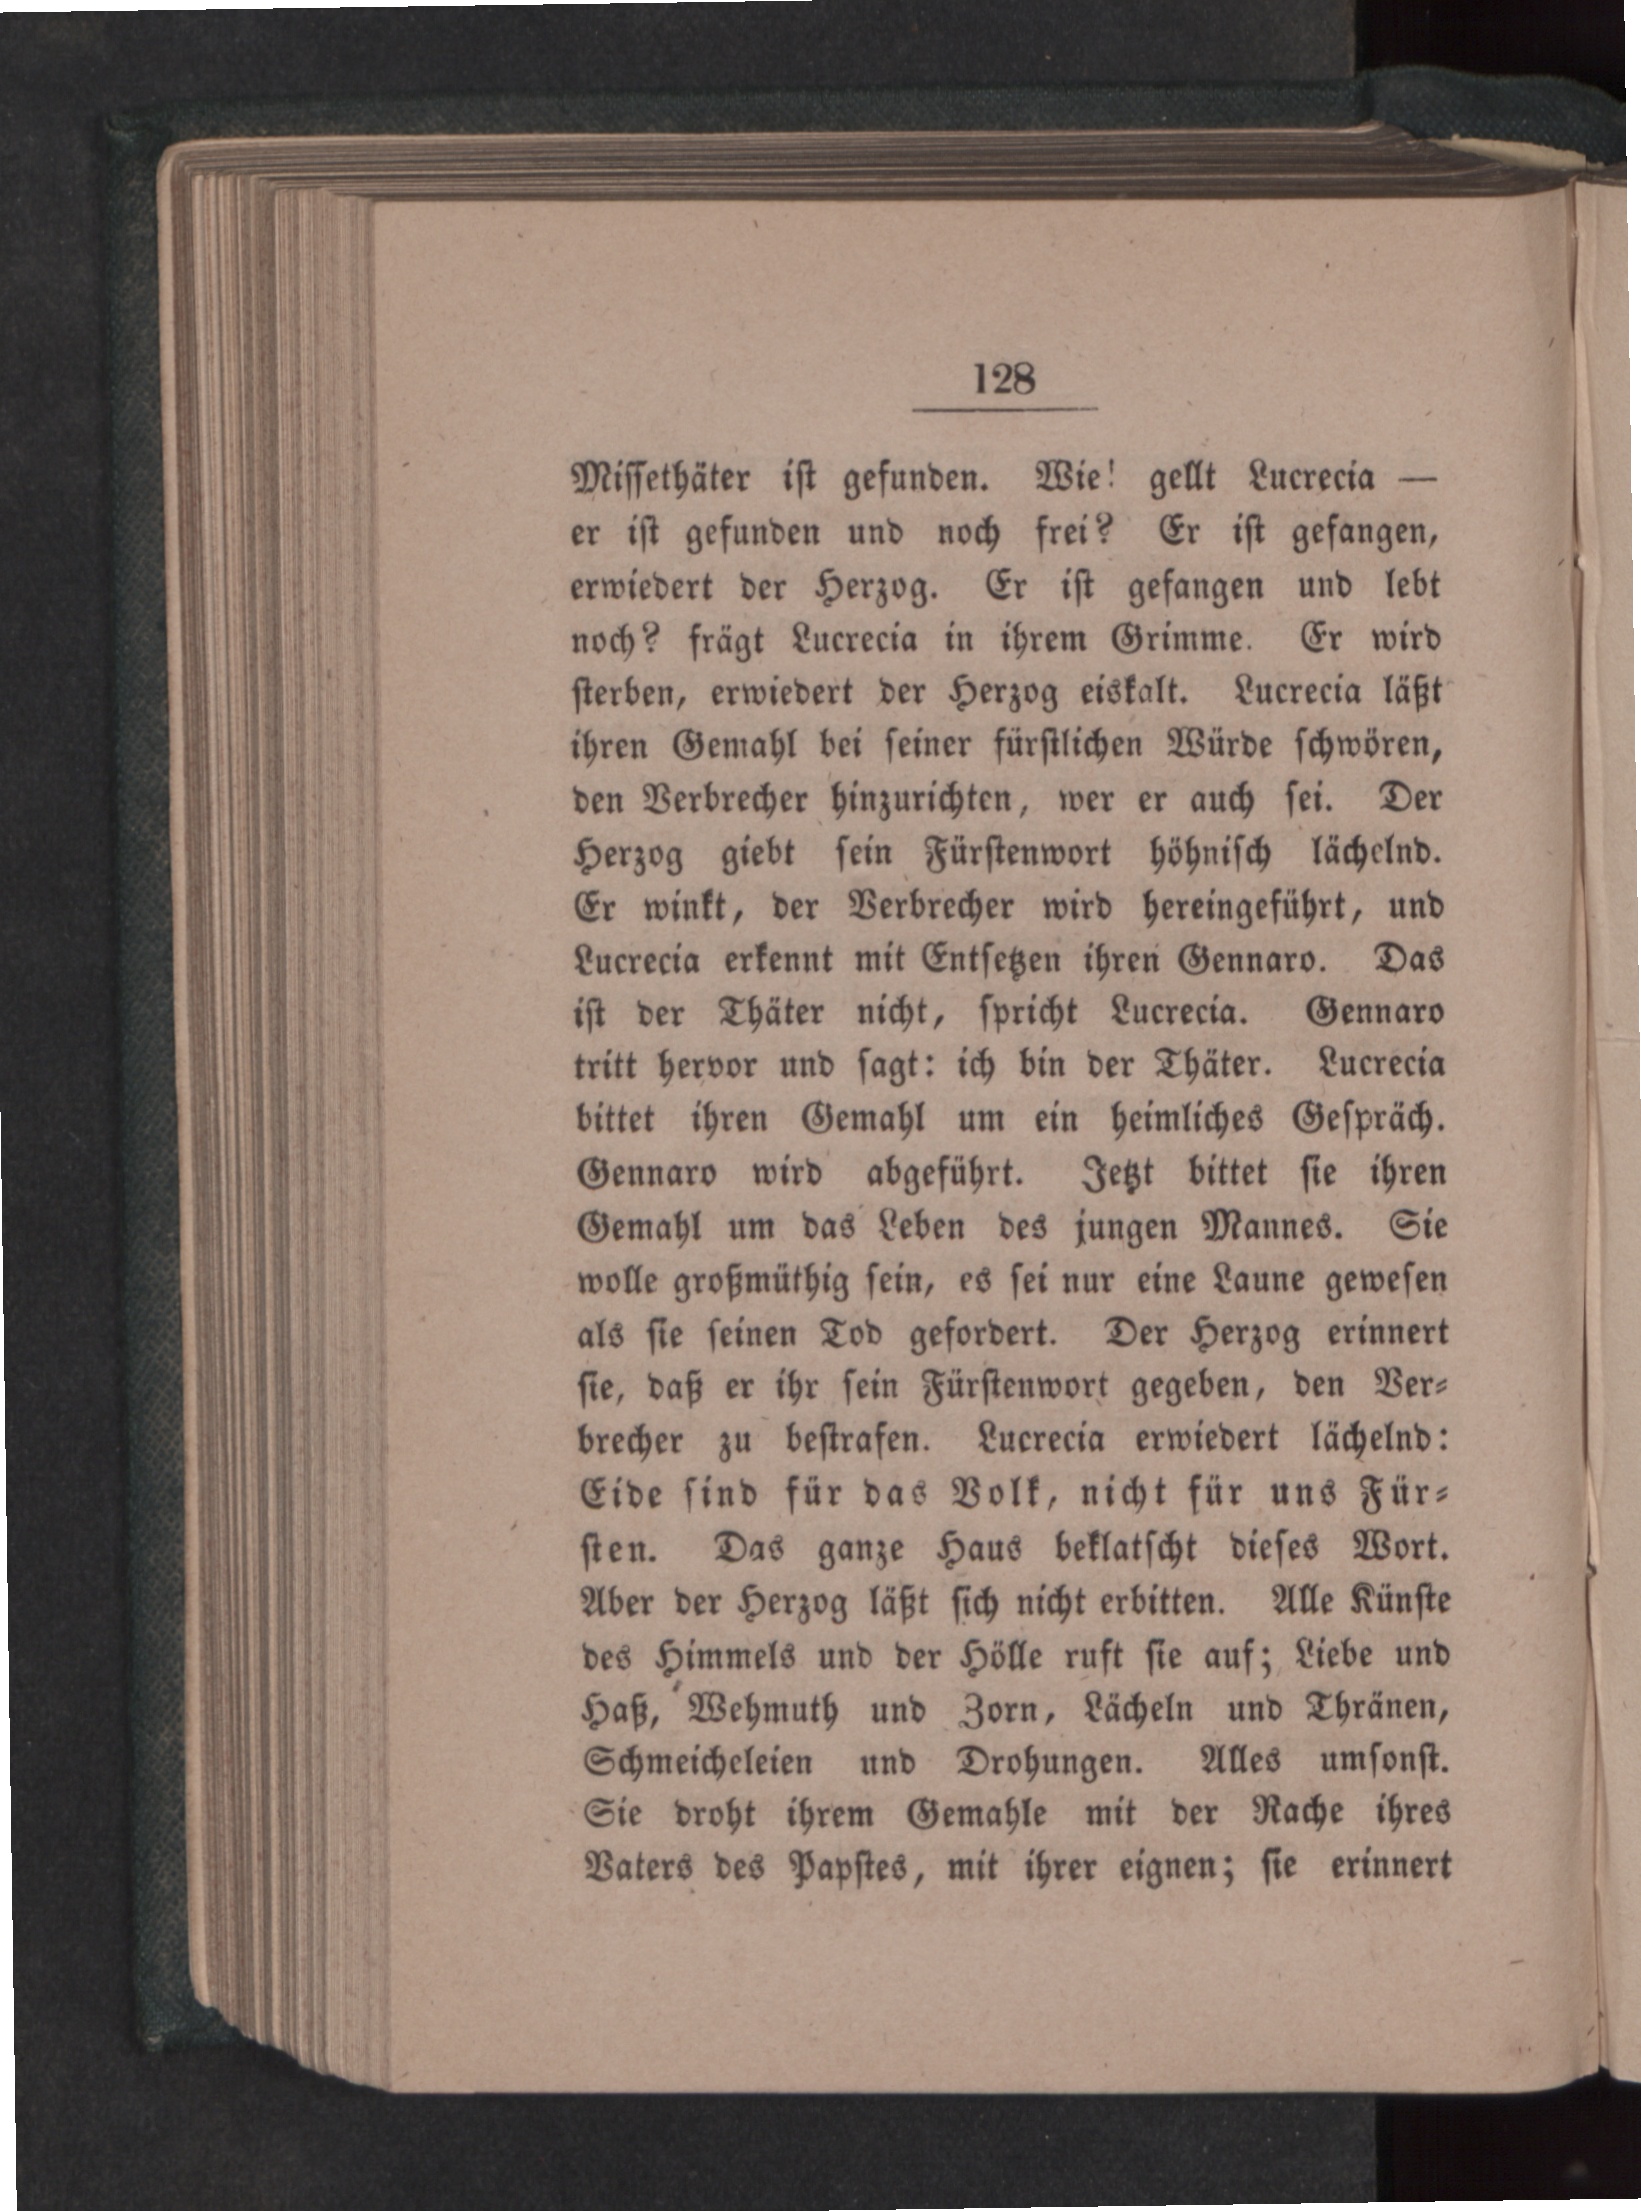 128
Missethäter ist gefunden. Wie! gellt Lucrecia —
er ist gefunden und noch frei? Er ist gefangen,
erwiedert der Herzog. Er ist gefangen und lebt
noch? frägt Lucrecia in ihrem Grimme. Er wird
sterben, erwiedert der Herzog eiskalt. Lucrecia läßt
ihren Gemahl bei seiner fürstlichen Würde schwören,
den Verbrecher hinzurichten, wer er auch sei. Der
Herzog giebt sein Fürstenwort höhnisch lächelnd.
Er winkt, der Verbrecher wird hereingeführt, und
Lucrecia erkennt mit Entsetzen ihren Gennaro. Das
ist der Thäter nicht, spricht Lucrecia. Gennaro
tritt hervor und sagt: ich bin der Thäter. Lucrecia
bittet ihren Gemahl um ein heimliches Gespräch.
Gennaro wird abgeführt. Jetzt bittet sie ihren
Gemahl um das Leben des jungen Mannes. Sie
wolle großmüthig sein, es sei nur eine Laune gewesen
als sie seinen Tod gefordert. Der Herzog erinnert
sie, daß er ihr sein Fürstenwort gegeben, den Ver-
brecher zu bestrafen. Lucrecia erwiedert lächelnd:
Eide sind für das Volk, nicht für uns Für-
sten. Das ganze Haus beklatscht dieses Wort.
Aber der Herzog läßt sich nicht erbitten. Alle Künste
des Himmels und der Hölle ruft sie auf; Liebe und
Haß, Wehmuth und Zorn, Lächeln und Thränen,
Schmeicheleien und Drohungen. Alles umsonst.
Sie droht ihrem Gemahle mit der Rache ihres
Vaters des Papstes, mit ihrer eignen; sie erinnert